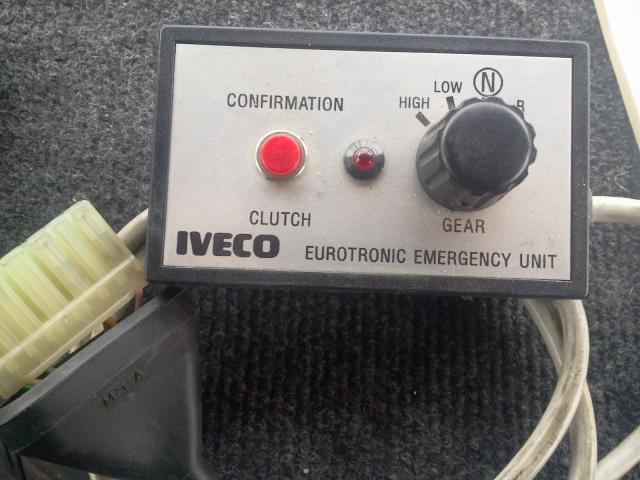 CONFIRMATION
HIGH LOW N R
CLUTCH
GEAR
IVECO
EUROTRONIC EMERGENCY UNIT